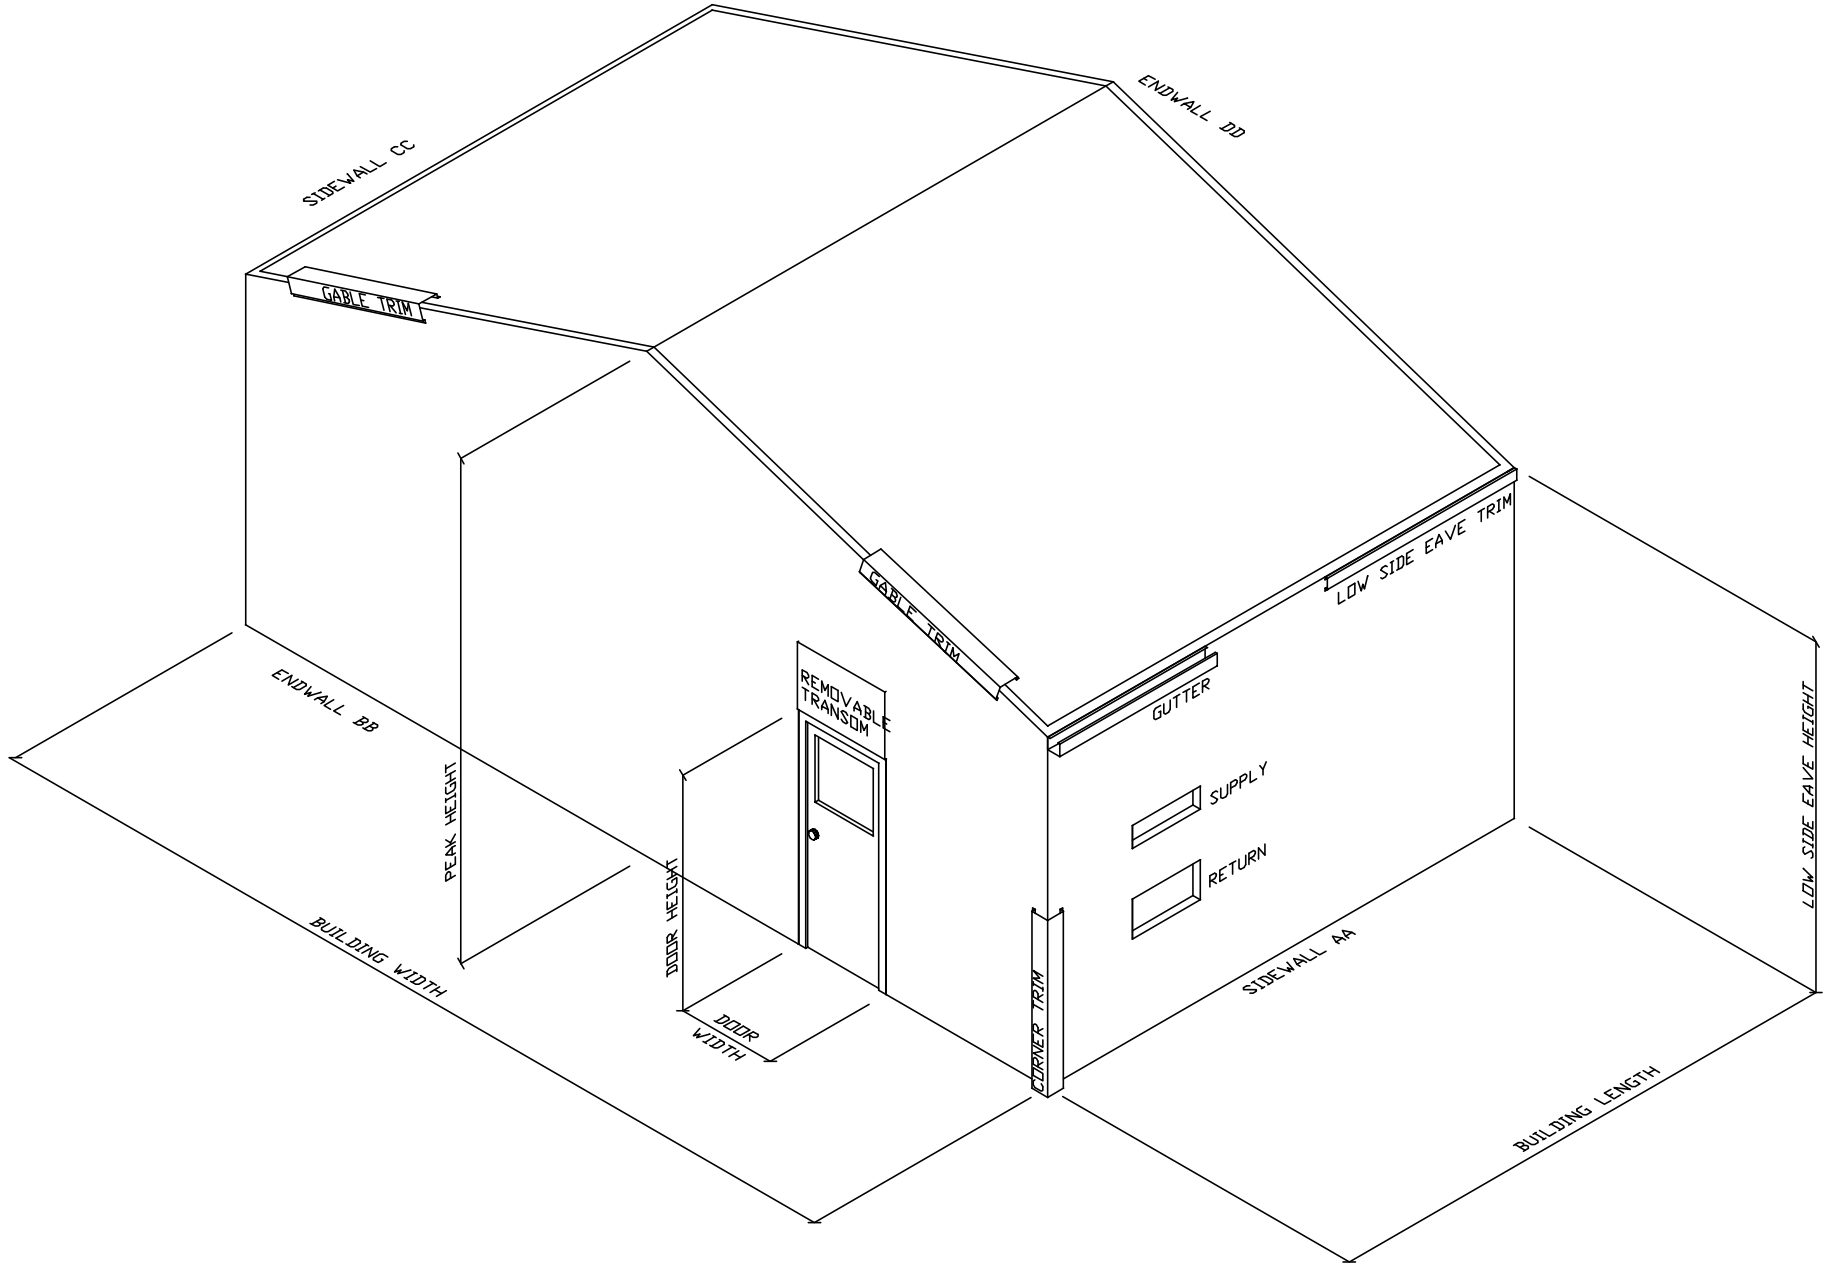 ENDWALL DD
SIDEWALL CC
GABLE TRIM
LOW SIDE EAVE TRIM
GABLE TRIM
REMOVABLE
TRANSOM
GUTTER
ENDWALL BB
SUPPLY
PEAK HEIGHT
LOW SIDE EAVE HEIGHT
RETURN
DOOR HEIGHT
BUILDING WIDTH
SIDEWALL AA
CORNER TRIM
DOOR
WIDTH
BUILDING LENGTH